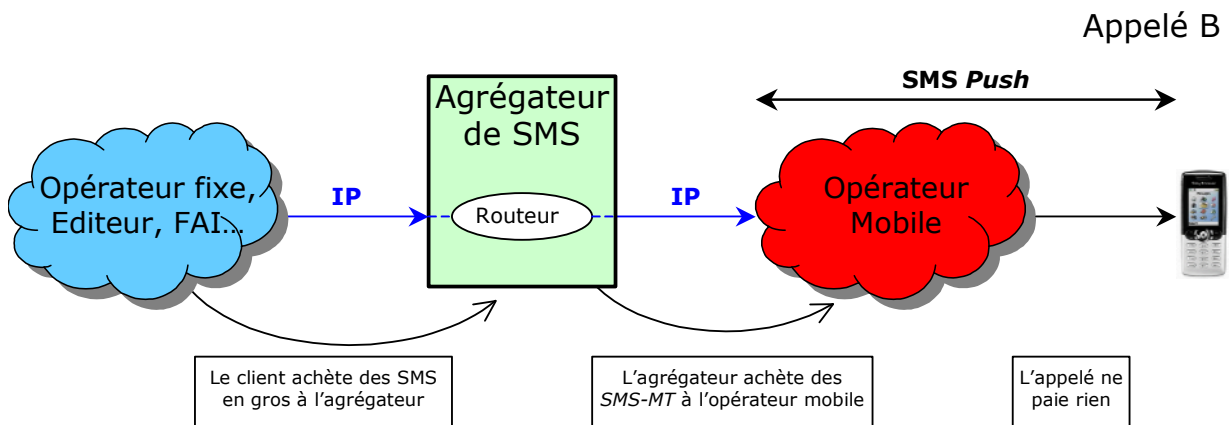 Appelé B
SMS Push
Agrégateur
de SMS
Opérateur fixe,
Editeur, FAI…
IP
Routeur
IP
Opérateur
Mobile
Le client achète des SMS
en gros à l’agrégateur
L’agrégateur achète des
SMS-MT à l’opérateur mobile
L’appelé ne
paie rien